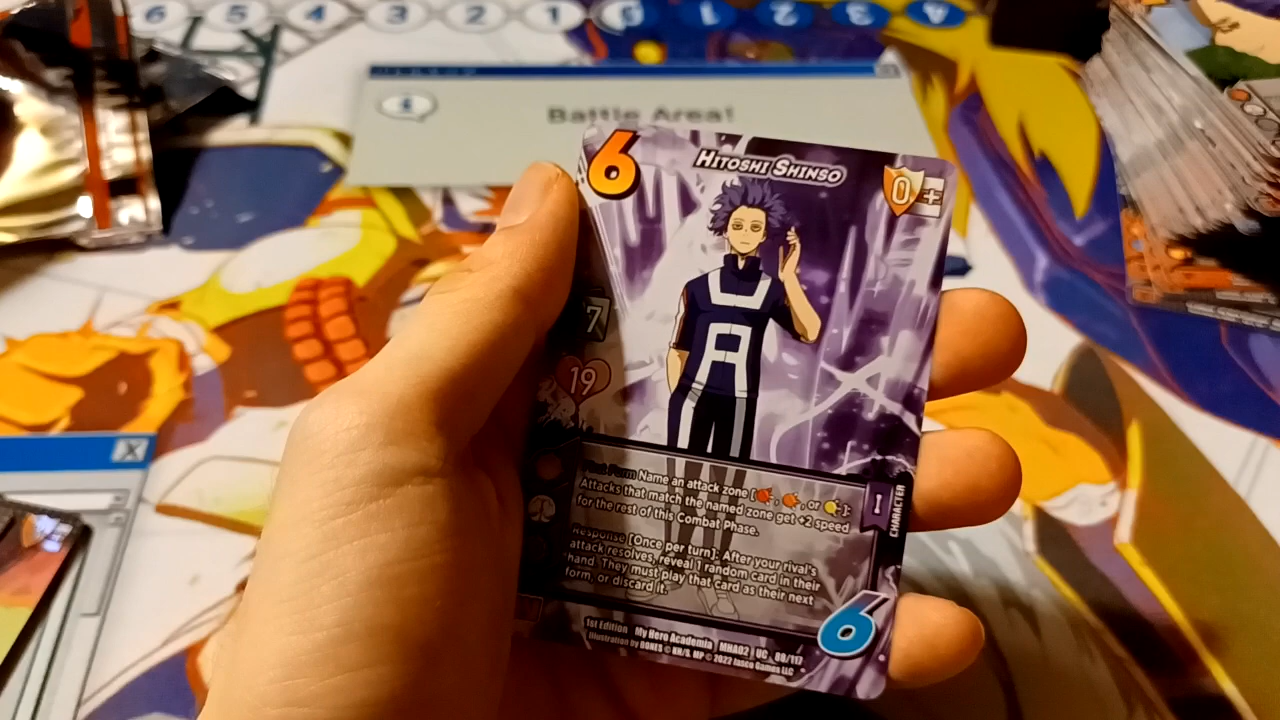 6 5 4 3 2 1 0 1 2 3 4
4
Battle Area!
6
HITOSHI SHINSO
0 +
7
19
Form Name an attack zone [ , , or ]:
Attacks that match the named zone get +2 speed
for the rest of this Combat Phase.
Response [Once per turn]: After your rival's
attack resolves, reveal 1 random card in their
hand. They must play that card as their next
form, or discard it.
1
CHARACTER
6
1st Edition My Hero Academia MHA02 UC 80/117
Illustration by BONES © KH/S, MP © 2022 Jasco Games LLC
X